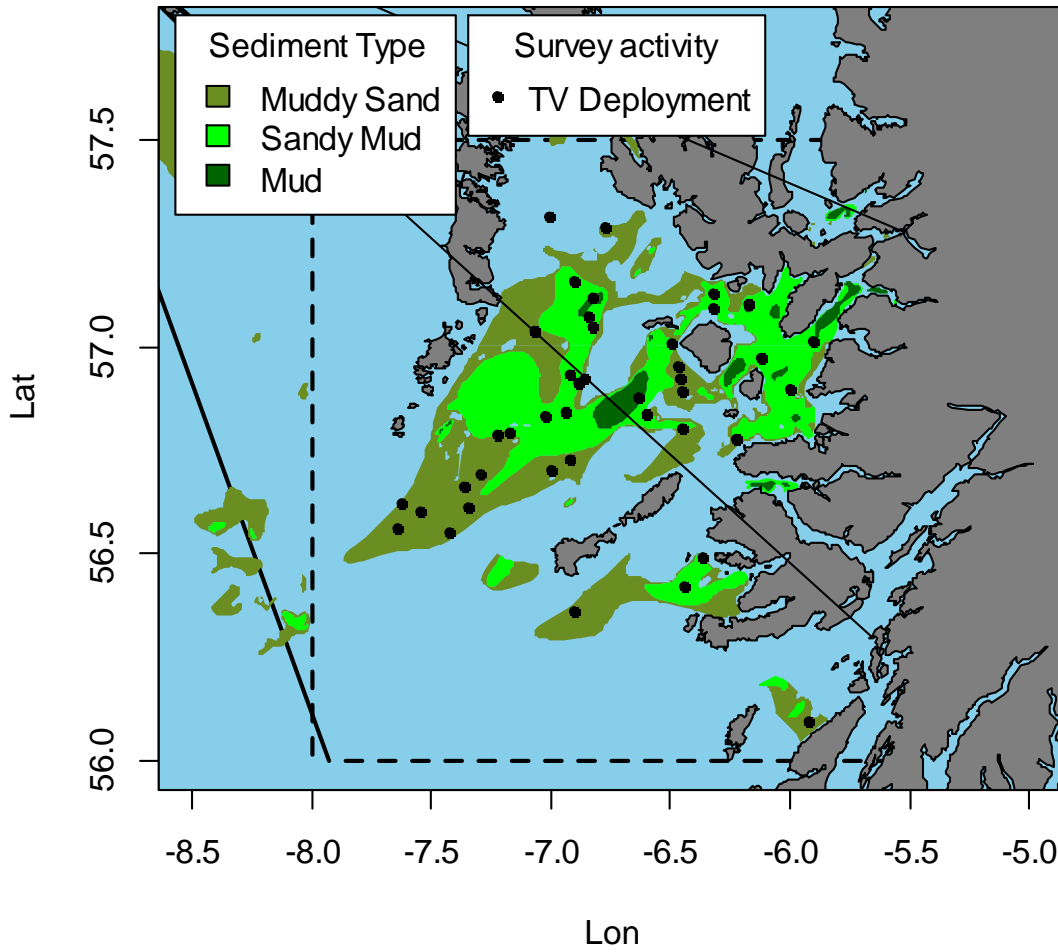 Sediment Type
Muddy Sand
Sandy Mud
Mud
Survey activity
TV Deployment
Lat
57.5
57.0
56.5
56.0
-8.5 -8.0 -7.5 -7.0 -6.5 -6.0 -5.5 -5.0
Lon